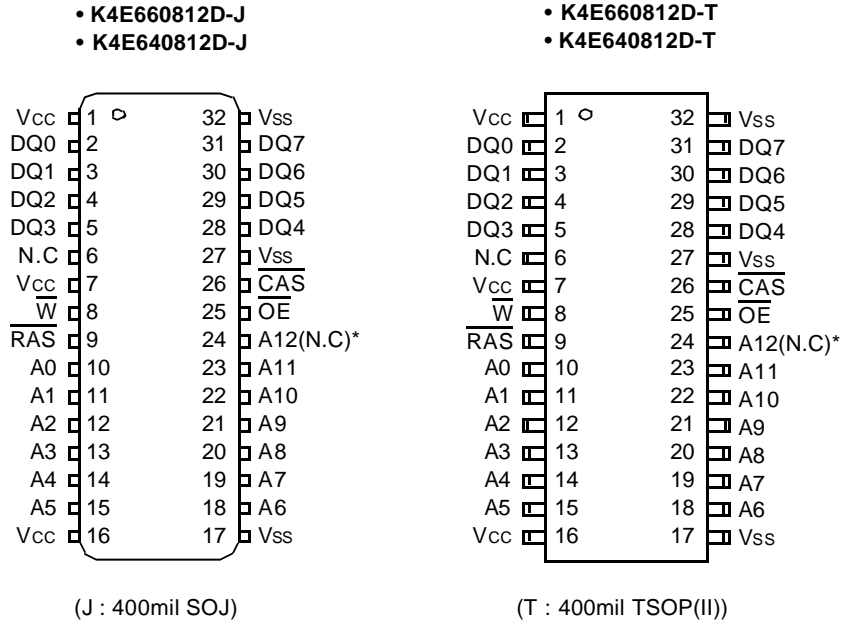 • K4E660812D-J
• K4E640812D-J
Vcc 1 32 Vss
DQ0 2 31 DQ7
DQ1 3 30 DQ6
DQ2 4 29 DQ5
DQ3 5 28 DQ4
N.C 6 27 Vss
Vcc 7 26 CAS
W 8 25 OE
RAS 9 24 A12(N.C)*
A0 10 23 A11
A1 11 22 A10
A2 12 21 A9
A3 13 20 A8
A4 14 19 A7
A5 15 18 A6
Vcc 16 17 Vss
(J : 400mil SOJ)
• K4E660812D-T
• K4E640812D-T
Vcc 1 32 Vss
DQ0 2 31 DQ7
DQ1 3 30 DQ6
DQ2 4 29 DQ5
DQ3 5 28 DQ4
N.C 6 27 Vss
Vcc 7 26 CAS
W 8 25 OE
RAS 9 24 A12(N.C)*
A0 10 23 A11
A1 11 22 A10
A2 12 21 A9
A3 13 20 A8
A4 14 19 A7
A5 15 18 A6
Vcc 16 17 Vss
(T : 400mil TSOP(II))